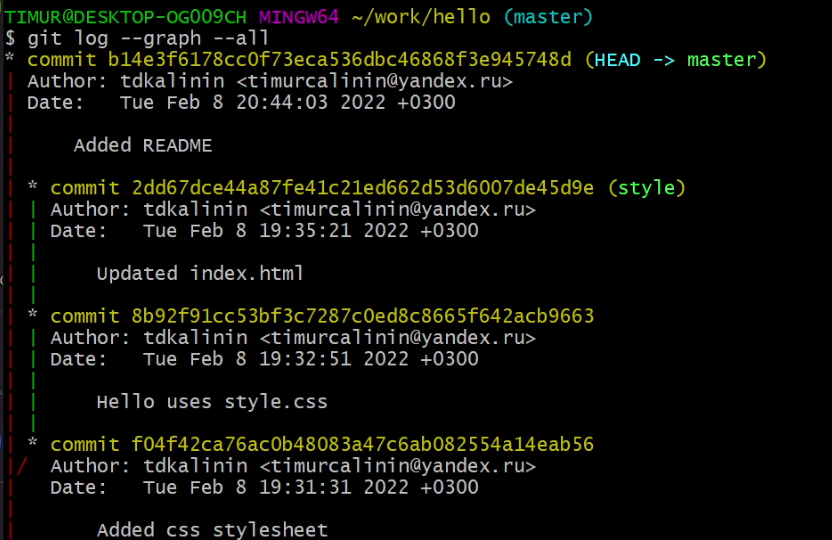 TIMUR@DESKTOP-OG009CH MINGW64 ~/work/hello (master)
$ git log --graph --all
* commit b14e3f6178cc0f73eca536dbc46868f3e945748d (HEAD -> master)
| Author: tdkalinin <timurcalinin@yandex.ru>
| Date:   Tue Feb 8 20:44:03 2022 +0300
|
|     Added README
|
| * commit 2dd67dce44a87fe41c21ed662d53d6007de45d9e (style)
| | Author: tdkalinin <timurcalinin@yandex.ru>
| | Date:   Tue Feb 8 19:35:21 2022 +0300
| |
| |     Updated index.html
| |
| * commit 8b92f91cc53bf3c7287c0ed8c8665f642acb9663
| | Author: tdkalinin <timurcalinin@yandex.ru>
| | Date:   Tue Feb 8 19:32:51 2022 +0300
| |
| |     Hello uses style.css
| |
| * commit f04f42ca76ac0b48083a47c6ab082554a14eab56
|/  Author: tdkalinin <timurcalinin@yandex.ru>
|   Date:   Tue Feb 8 19:31:31 2022 +0300
|
|       Added css stylesheet